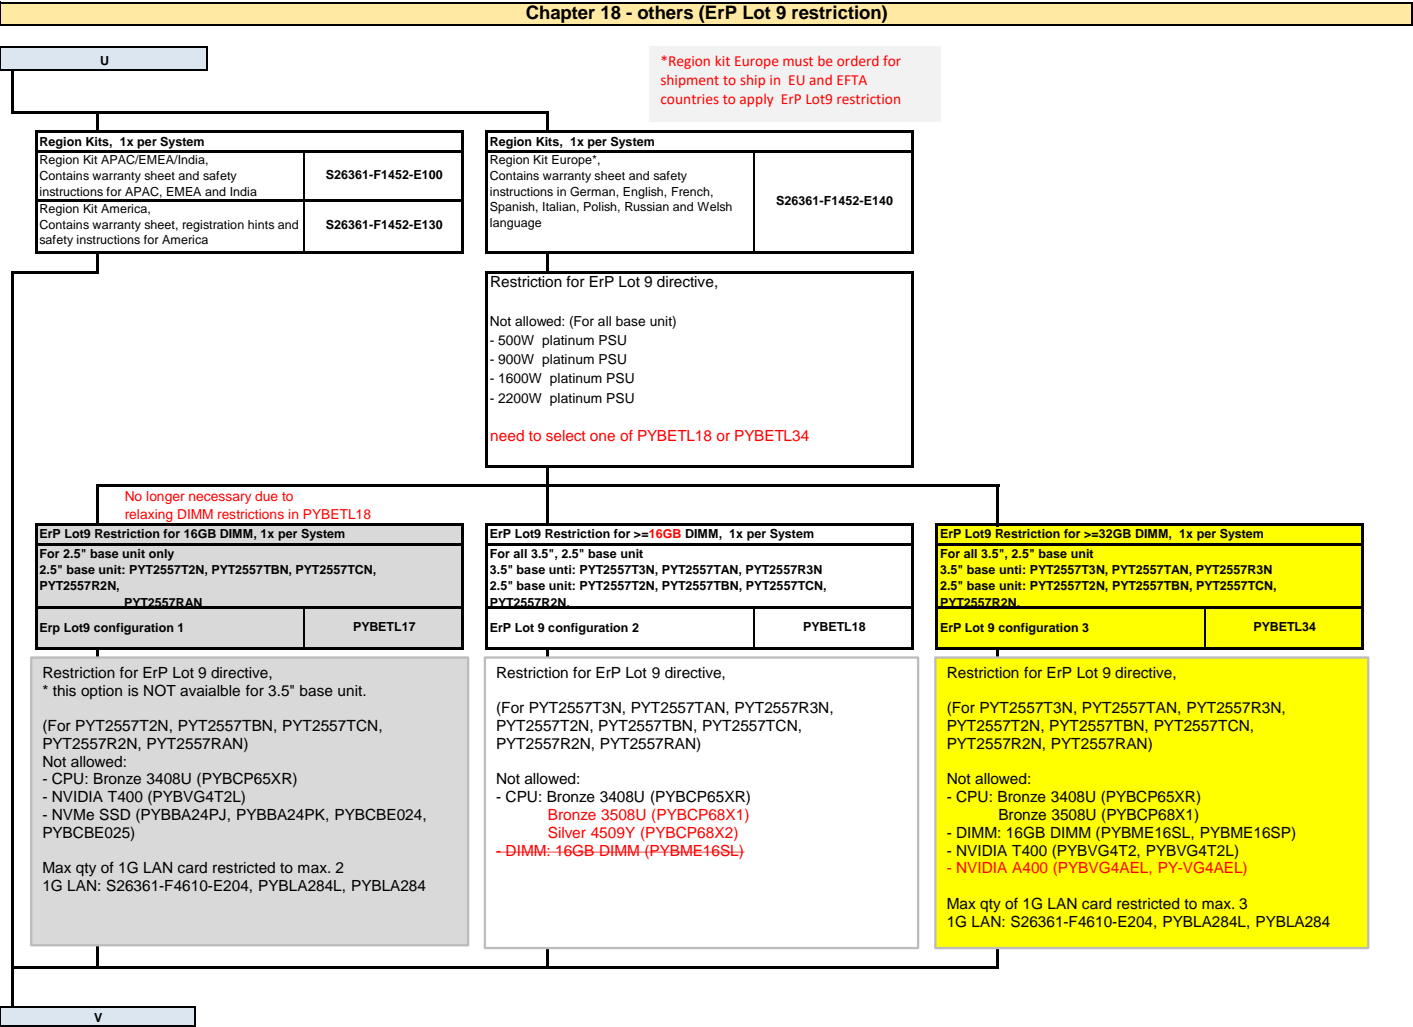 Chapter 18 - others (ErP Lot 9 restriction)
U
*Region kit Europe must be orderd for
shipment to ship in  EU and EFTA
countries to apply  ErP Lot9 restriction
Region Kits,  1x per System
Region Kit APAC/EMEA/India,
Contains warranty sheet and safety
instructions for APAC, EMEA and India
S26361-F1452-E100
Region Kit America,
Contains warranty sheet, registration hints and
safety instructions for America
S26361-F1452-E130
Region Kits,  1x per System
Region Kit Europe*,
Contains warranty sheet and safety
instructions in German, English, French,
Spanish, Italian, Polish, Russian and Welsh
language
S26361-F1452-E140
Restriction for ErP Lot 9 directive,
Not allowed: (For all base unit)
- 500W  platinum PSU
- 900W  platinum PSU
- 1600W  platinum PSU
- 2200W  platinum PSU
need to select one of PYBETL18 or PYBETL34
No longer necessary due to
relaxing DIMM restrictions in PYBETL18
ErP Lot9 Restriction for 16GB DIMM, 1x per System
For 2.5" base unit only
2.5" base unit: PYT2557T2N, PYT2557TBN, PYT2557TCN,
PYT2557R2N,
PYT2557RAN
Erp Lot9 configuration 1
PYBETL17
Restriction for ErP Lot 9 directive,
* this option is NOT avaialble for 3.5" base unit.
(For PYT2557T2N, PYT2557TBN, PYT2557TCN,
PYT2557R2N, PYT2557RAN)
Not allowed:
- CPU: Bronze 3408U (PYBCP65XR)
- NVIDIA T400 (PYBVG4T2L)
- NVMe SSD (PYBBA24PJ, PYBBA24PK, PYBCBE024,
PYBCBE025)
Max qty of 1G LAN card restricted to max. 2
1G LAN: S26361-F4610-E204, PYBLA284L, PYBLA284
ErP Lot9 Restriction for >=16GB DIMM,  1x per System
For all 3.5", 2.5" base unit
3.5" base unti: PYT2557T3N, PYT2557TAN, PYT2557R3N
2.5" base unit: PYT2557T2N, PYT2557TBN, PYT2557TCN,
PYT2557R2N,
ErP Lot 9 configuration 2
PYBETL18
Restriction for ErP Lot 9 directive,
(For PYT2557T3N, PYT2557TAN, PYT2557R3N,
PYT2557T2N, PYT2557TBN, PYT2557TCN,
PYT2557R2N, PYT2557RAN)
Not allowed:
- CPU: Bronze 3408U (PYBCP65XR)
Bronze 3508U (PYBCP68X1)
Silver 4509Y (PYBCP68X2)
- DIMM: 16GB DIMM (PYBME16SL)
ErP Lot9 Restriction for >=32GB DIMM,  1x per System
For all 3.5", 2.5" base unit
3.5" base unti: PYT2557T3N, PYT2557TAN, PYT2557R3N
2.5" base unit: PYT2557T2N, PYT2557TBN, PYT2557TCN,
PYT2557R2N,
ErP Lot 9 configuration 3
PYBETL34
Restriction for ErP Lot 9 directive,
(For PYT2557T3N, PYT2557TAN, PYT2557R3N,
PYT2557T2N, PYT2557TBN, PYT2557TCN,
PYT2557R2N, PYT2557RAN)
Not allowed:
- CPU: Bronze 3408U (PYBCP65XR)
Bronze 3508U (PYBCP68X1)
- DIMM: 16GB DIMM (PYBME16SL, PYBME16SP)
- NVIDIA T400 (PYBVG4T2, PYBVG4T2L)
- NVIDIA A400 (PYBVG4AEL, PY-VG4AEL)
Max qty of 1G LAN card restricted to max. 3
1G LAN: S26361-F4610-E204, PYBLA284L, PYBLA284
V